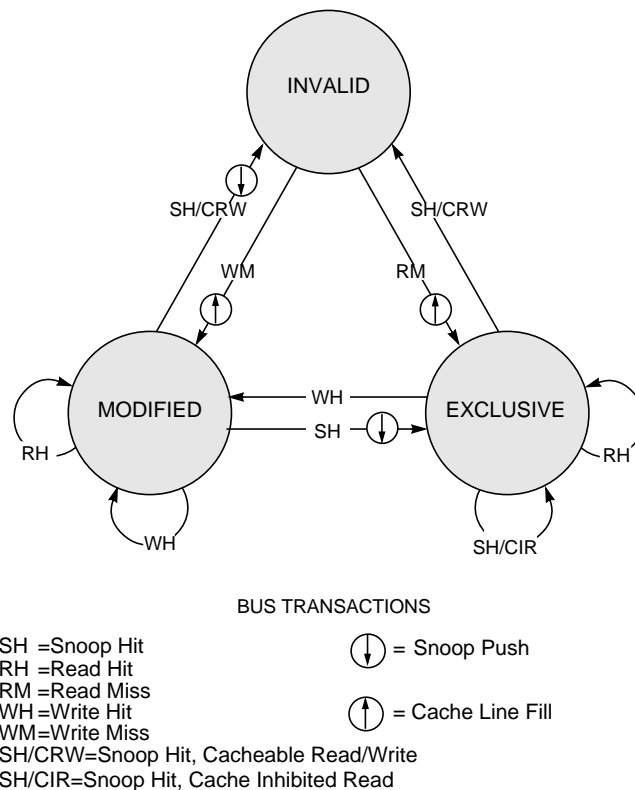 INVALID
SH/CRW
SH/CRW
WM
RM
MODIFIED
WH
EXCLUSIVE
SH
RH
RH
WH
SH/CIR
BUS TRANSACTIONS
SH =Snoop Hit
= Snoop Push
RH =Read Hit
RM =Read Miss
WH =Write Hit
= Cache Line Fill
WM=Write Miss
SH/CRW=Snoop Hit, Cacheable Read/Write
SH/CIR=Snoop Hit, Cache Inhibited Read